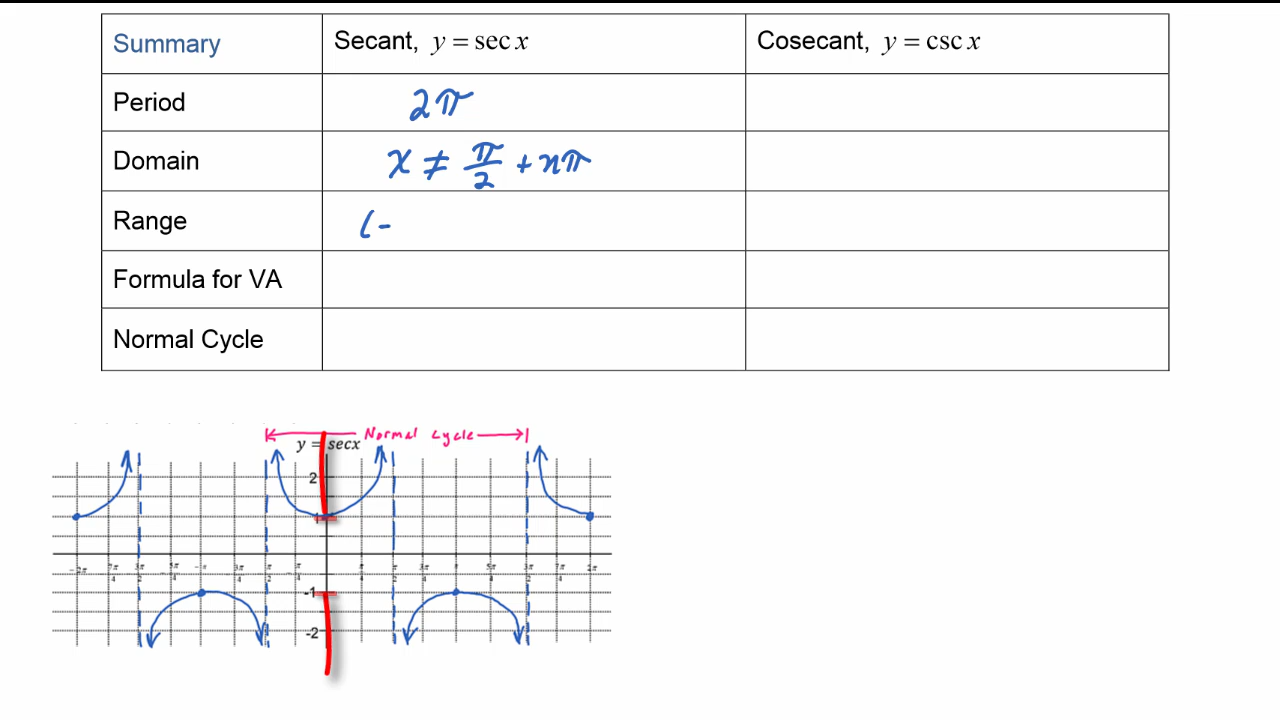 Summary Secant, y = sec x Cosecant, y = csc x
Period 2π
Domain x ≠ π/2 + nπ
Range (-
Formula for VA
Normal Cycle
Normal Cycle
y = secx
2
1
-1
-2